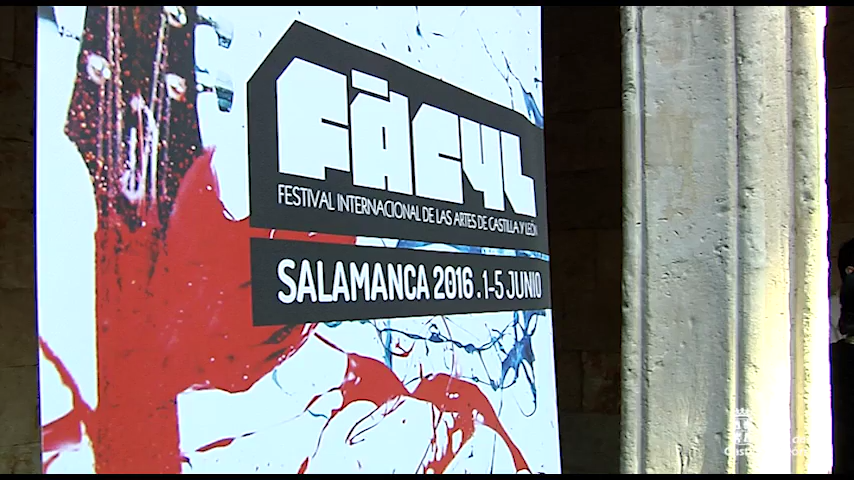 FÀCYL
FESTIVAL INTERNACIONAL DE LAS ARTES DE CASTILLA Y LEÓN
SALAMANCA 2016 . 1-5 JUNIO